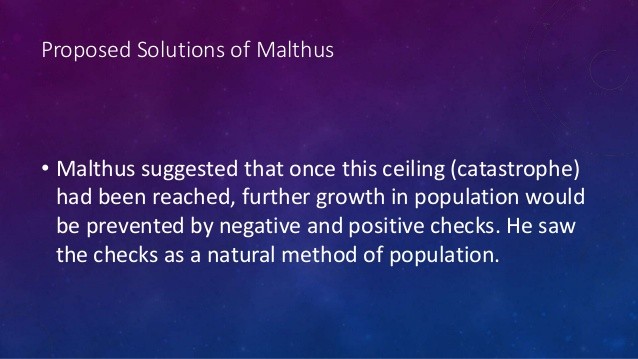 Proposed Solutions of Malthus
• Malthus suggested that once this ceiling (catastrophe)
had been reached, further growth in population would
be prevented by negative and positive checks. He saw
the checks as a natural method of population.